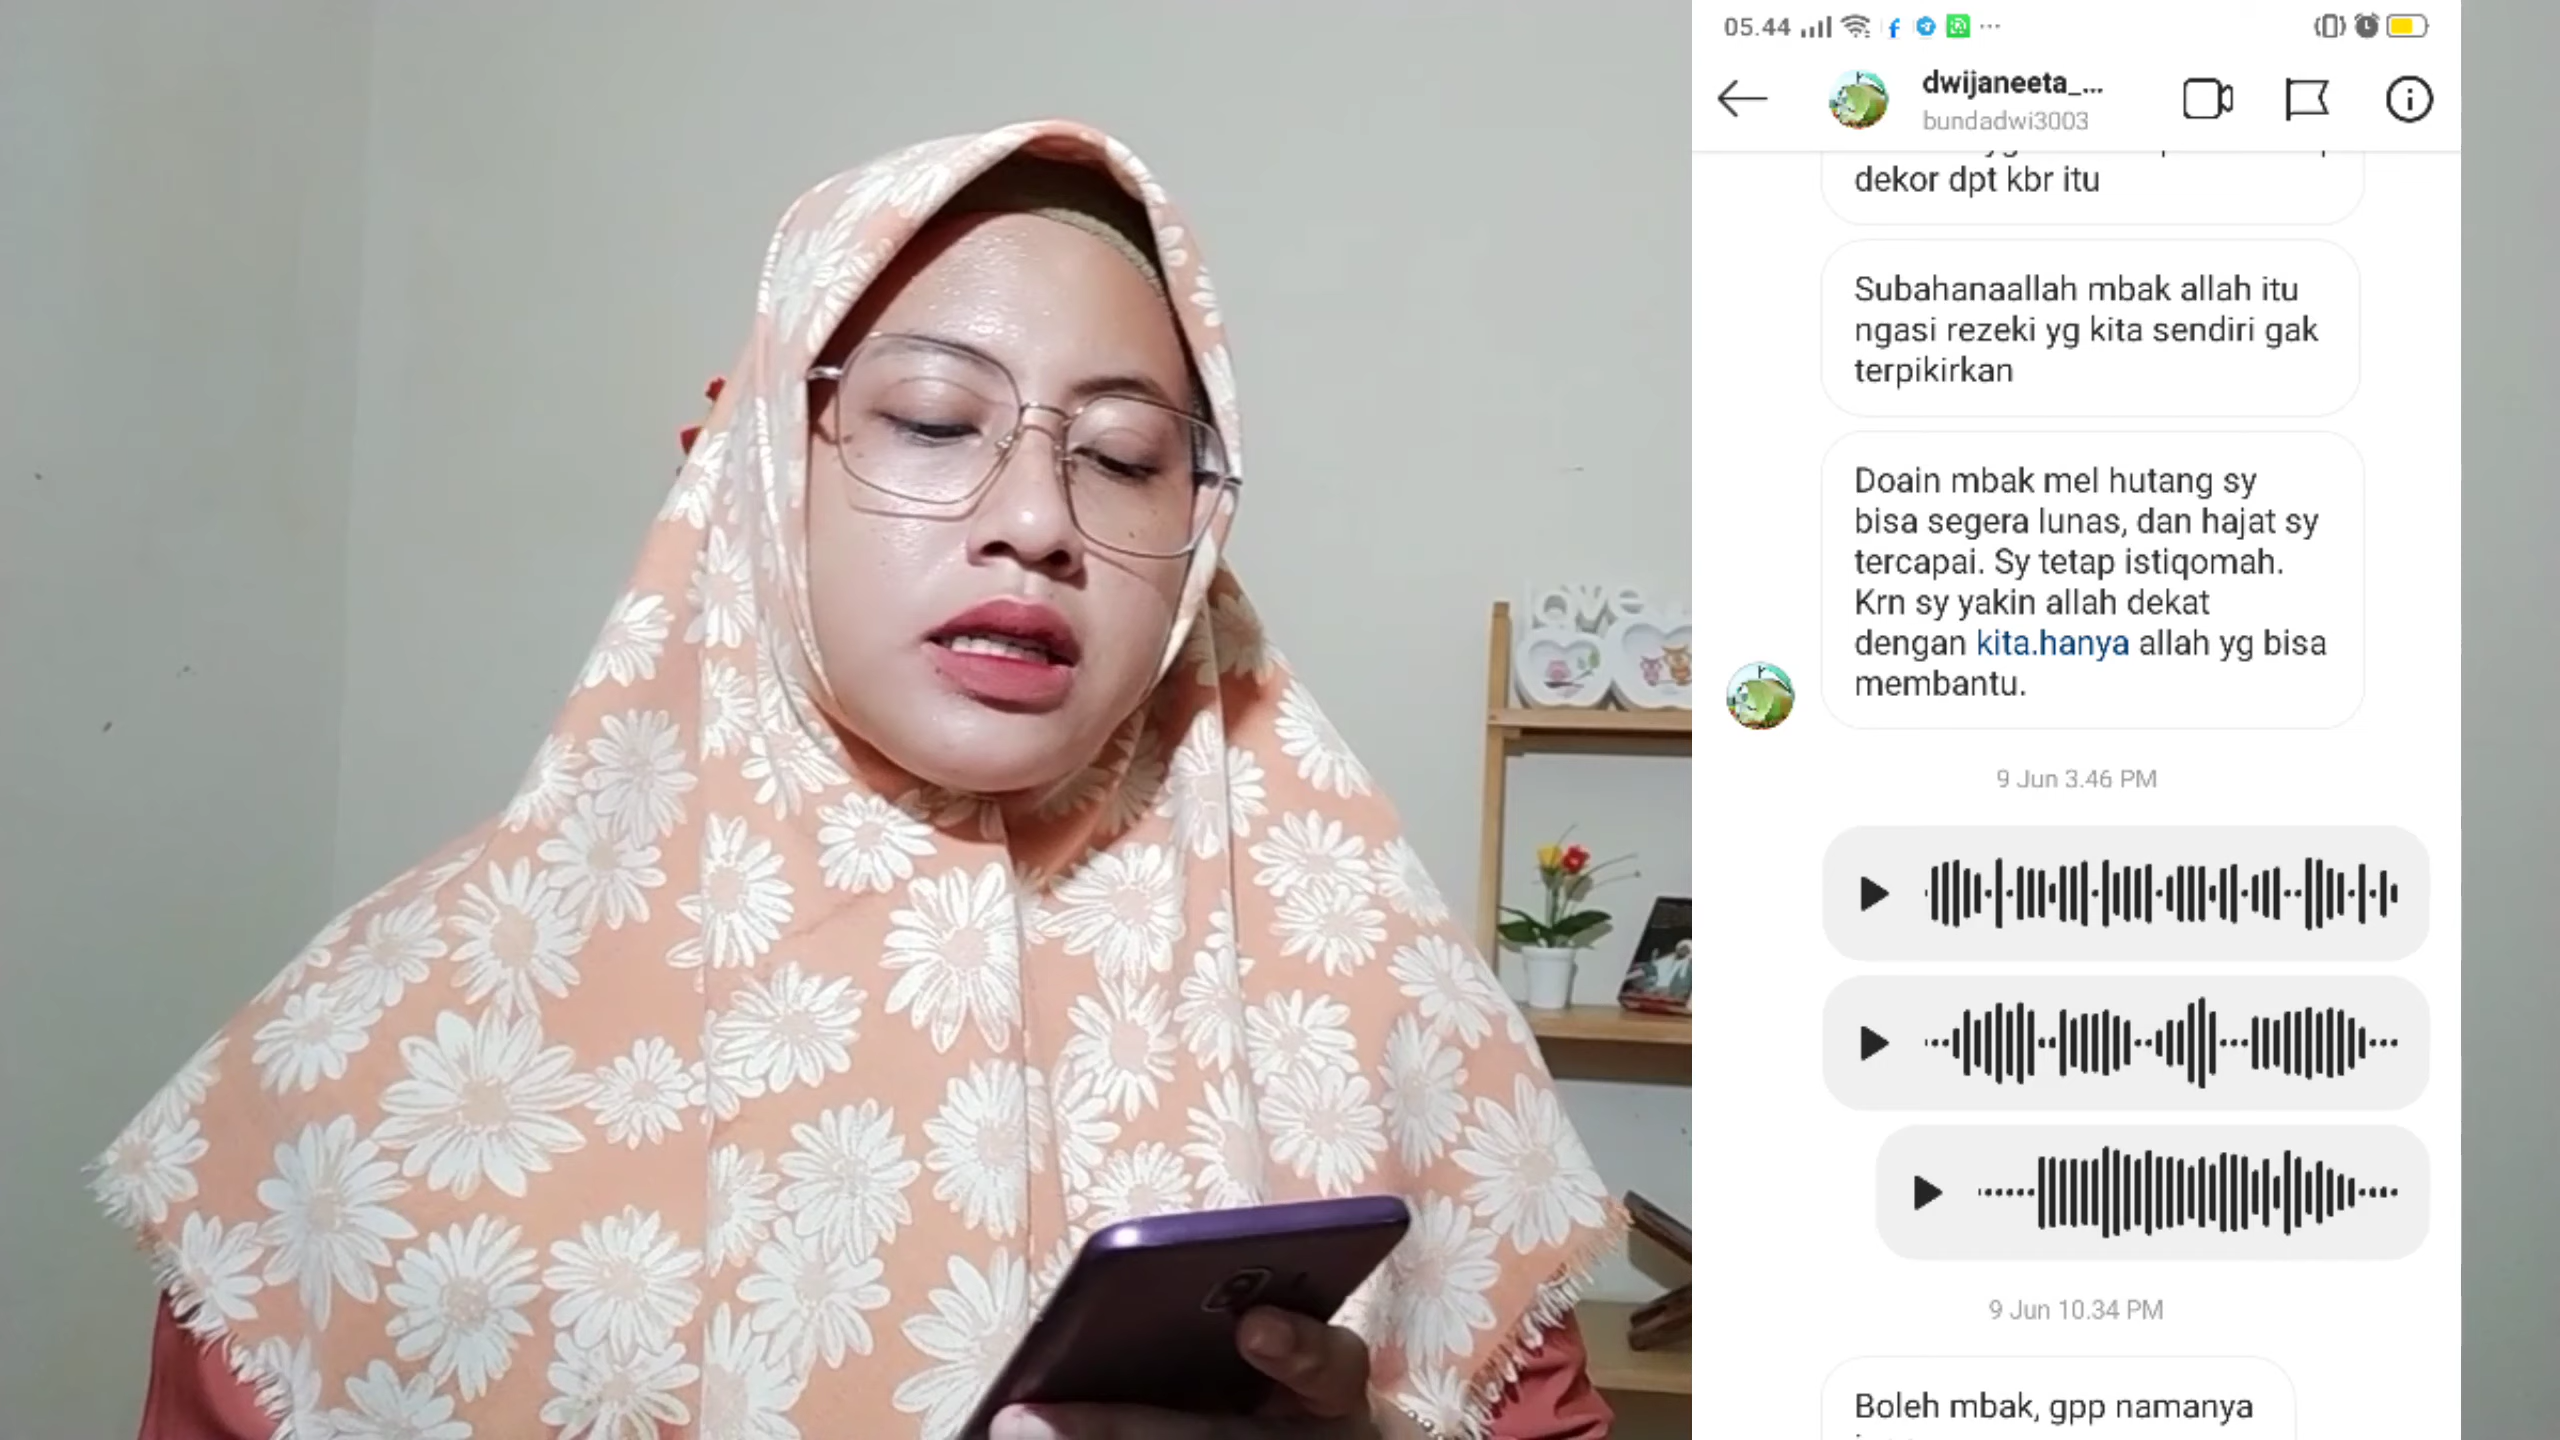 05.44
dwijaneeta_...
bundadwi3003
dekor dpt kbr itu
Subahanaallah mbak allah itu
ngasi rezeki yg kita sendiri gak
terpikirkan
Doain mbak mel hutang sy
bisa segera lunas, dan hajat sy
tercapai. Sy tetap istiqomah.
Krn sy yakin allah dekat
dengan kita.hanya allah yg bisa
membantu.
9 Jun 3.46 PM
9 Jun 10.34 PM
Boleh mbak, gpp namanya
love